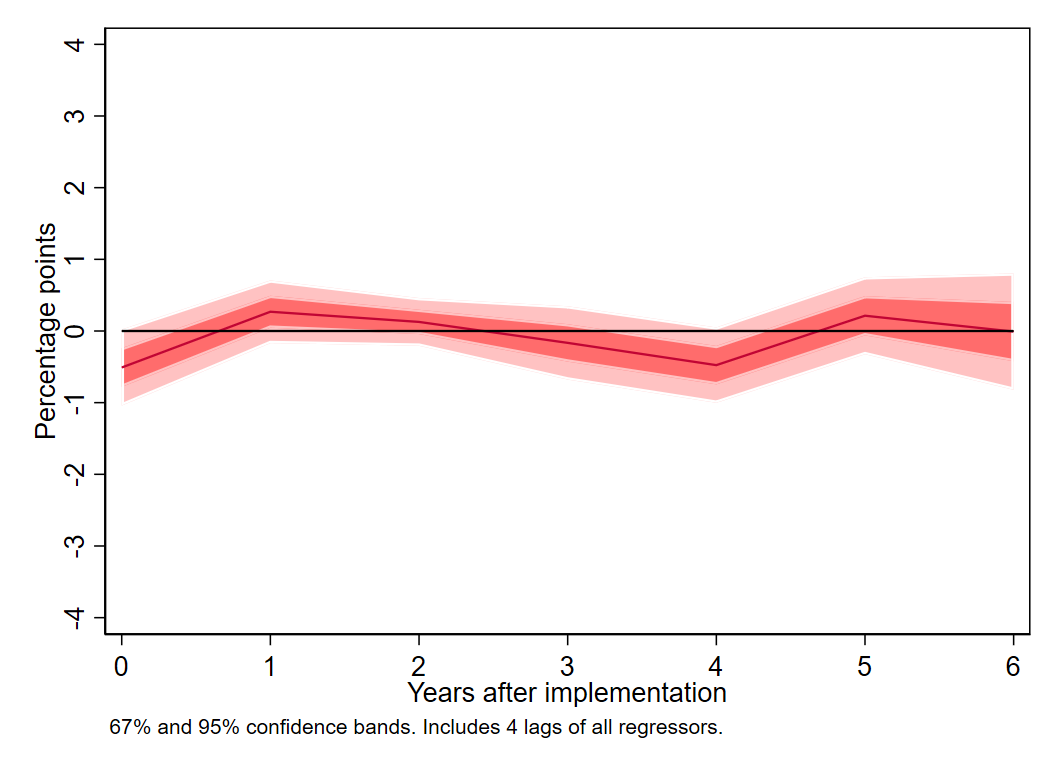 4
3
2
1
0
-1
-2
-3
-4
Percentage points
0 1 2 3 4 5 6
Years after implementation
67% and 95% confidence bands. Includes 4 lags of all regressors.